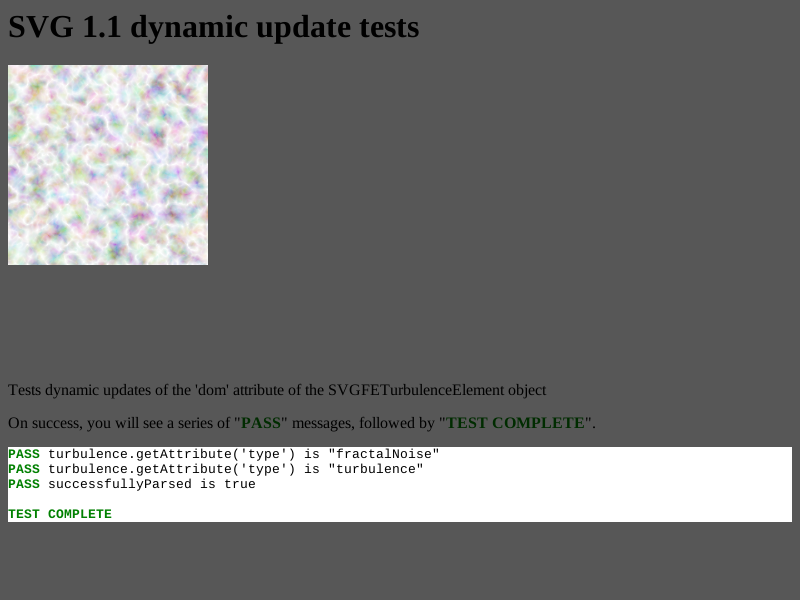 SVG 1.1 dynamic update tests
Tests dynamic updates of the 'dom' attribute of the SVGFETurbulenceElement object
On success, you will see a series of "PASS" messages, followed by "TEST COMPLETE".
PASS turbulence.getAttribute('type') is "fractalNoise"
PASS turbulence.getAttribute('type') is "turbulence"
PASS successfullyParsed is true
TEST COMPLETE